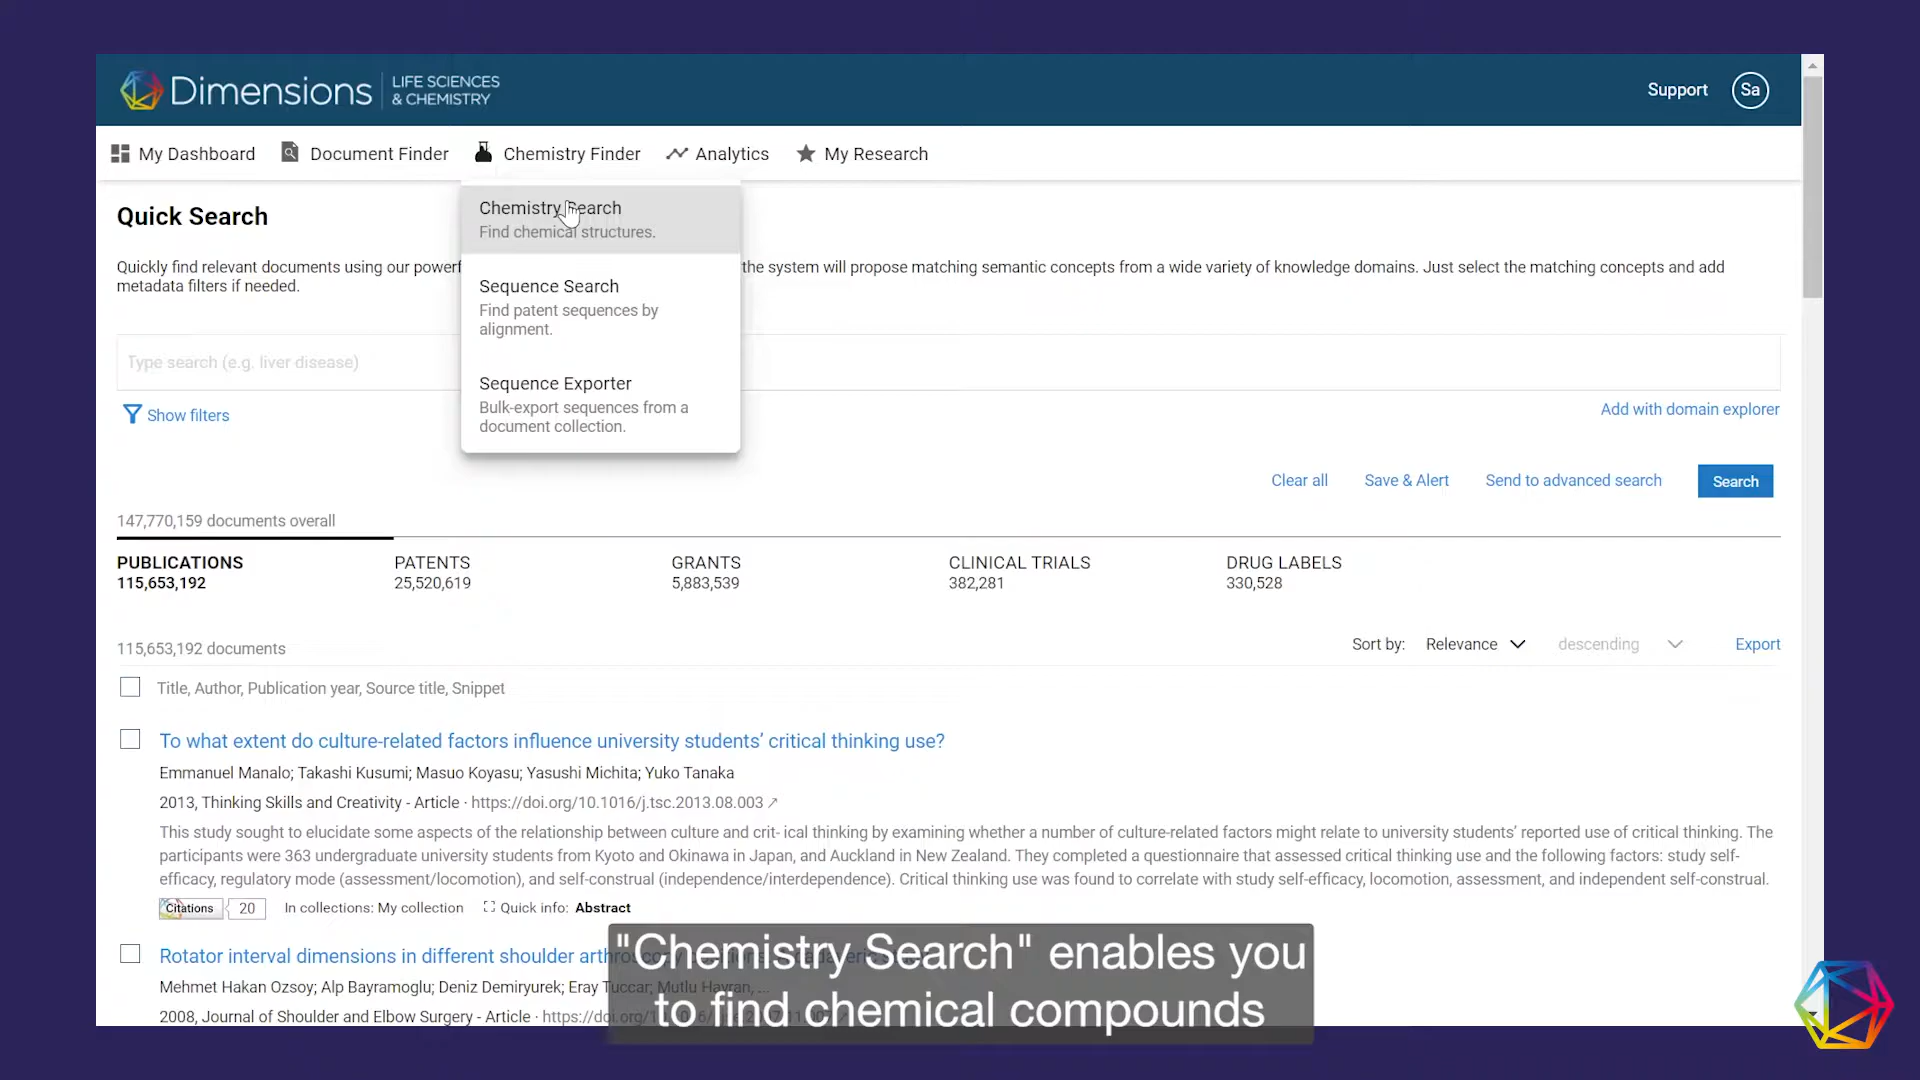 Dimensions
LIFE SCIENCES
& CHEMISTRY
Support
Sa
My Dashboard
Document Finder
Chemistry Finder
Analytics
My Research
Chemistry Search
Find chemical structures.
Sequence Search
Find patent sequences by
alignment.
Sequence Exporter
Bulk-export sequences from a
document collection.
Quick Search
Quickly find relevant documents using our powerf the system will propose matching semantic concepts from a wide variety of knowledge domains. Just select the matching concepts and add
metadata filters if needed.
Type search (e.g. liver disease)
Show filters
Add with domain explorer
Clear all
Save & Alert
Send to advanced search
Search
147,770,159 documents overall
PUBLICATIONS
115,653,192
PATENTS
25,520,619
GRANTS
5,883,539
CLINICAL TRIALS
382,281
DRUG LABELS
330,528
115,653,192 documents
Sort by: Relevance
descending
Export
Title, Author, Publication year, Source title, Snippet
To what extent do culture-related factors influence university students’ critical thinking use?
Emmanuel Manalo; Takashi Kusumi; Masuo Koyasu; Yasushi Michita; Yuko Tanaka
2013, Thinking Skills and Creativity - Article · https://doi.org/10.1016/j.tsc.2013.08.003
This study sought to elucidate some aspects of the relationship between culture and crit- ical thinking by examining whether a number of culture-related factors might relate to university students’ reported use of critical thinking. The
participants were 363 undergraduate university students from Kyoto and Okinawa in Japan, and Auckland in New Zealand. They completed a questionnaire that assessed critical thinking use and the following factors: study self-
efficacy, regulatory mode (assessment/locomotion), and self-construal (independence/interdependence). Critical thinking use was found to correlate with study self-efficacy, locomotion, assessment, and independent self-construal.
Citations 20 In collections: My collection Quick info: Abstract
Rotator interval dimensions in different shoulder
Mehmet Hakan Ozsoy; Alp Bayramoglu; Deniz Demiryurek; Eray Tuccar; Mutlu Hayran, ...
2008, Journal of Shoulder and Elbow Surgery - Article
"Chemistry Search" enables you
to find chemical compounds